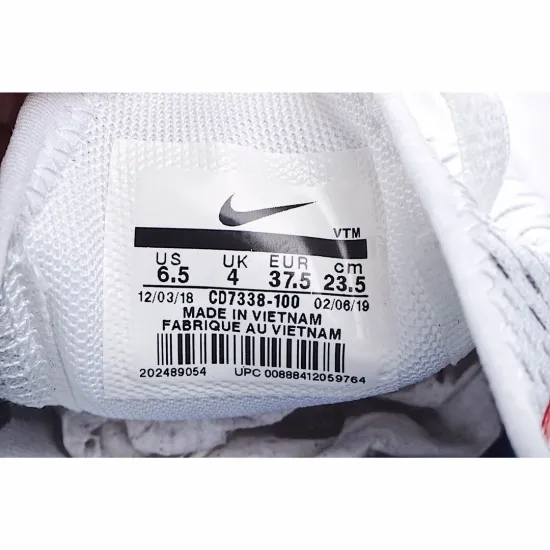 VTM
US UK EUR cm
6.5 4 37.5 23.5
12/03/18 CD7338-100 02/06/19
MADE IN VIETNAM
FABRIQUE AU VIETNAM
202489054 UPC 00888412059764